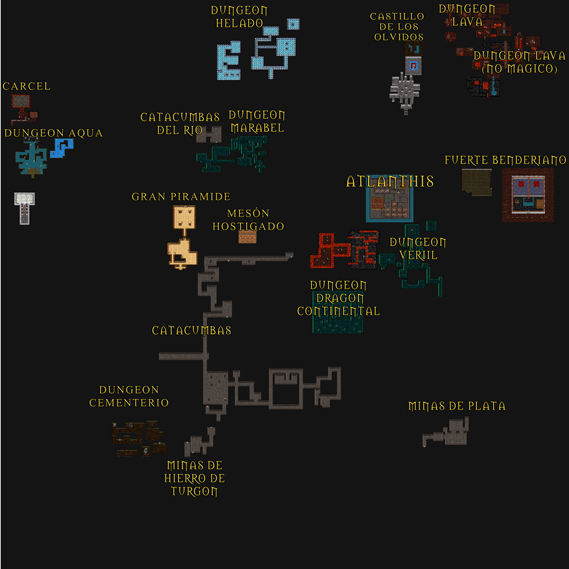 DUNGEON
HELADO
CASTILLO
DE LOS
OLVIDOS
DUNGEON
LAVA
DUNGEON LAVA
(NO MAGICO)
CARCEL
DUNGEON AQUA
CATACUMBAS
DEL RIO
DUNGEON
MARABEL
FUERTE BENDERIANO
ATLANTHIS
GRAN PIRAMIDE
MESÓN
HOSTIGADO
DUNGEON
VERIIL
DUNGEON
DRAGON
CONTINENTAL
CATACUMBAS
DUNGEON
CEMENTERIO
MINAS DE PLATA
MINAS DE
HIERRO DE
TURGON